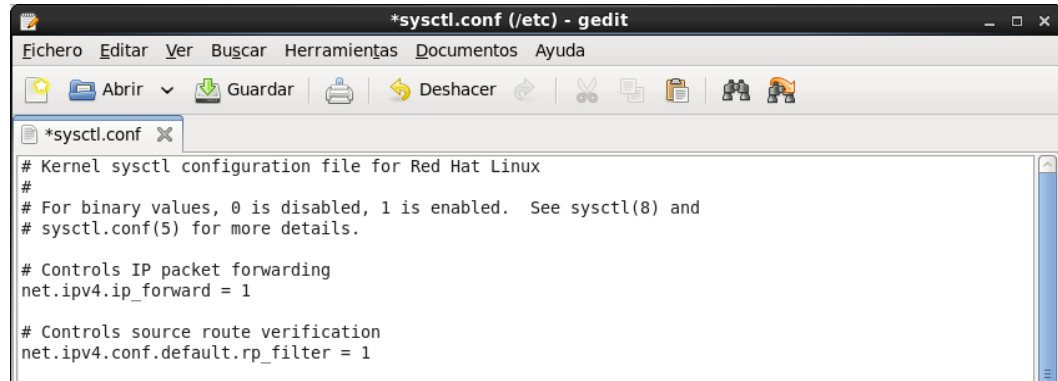 *sysctl.conf (/etc) - gedit
Fichero Editar Ver Buscar Herramientas Documentos Ayuda
Abrir Guardar Deshacer
*sysctl.conf
# Kernel sysctl configuration file for Red Hat Linux
#
# For binary values, 0 is disabled, 1 is enabled.  See sysctl(8) and
# sysctl.conf(5) for more details.
# Controls IP packet forwarding
net.ipv4.ip_forward = 1
# Controls source route verification
net.ipv4.conf.default.rp_filter = 1